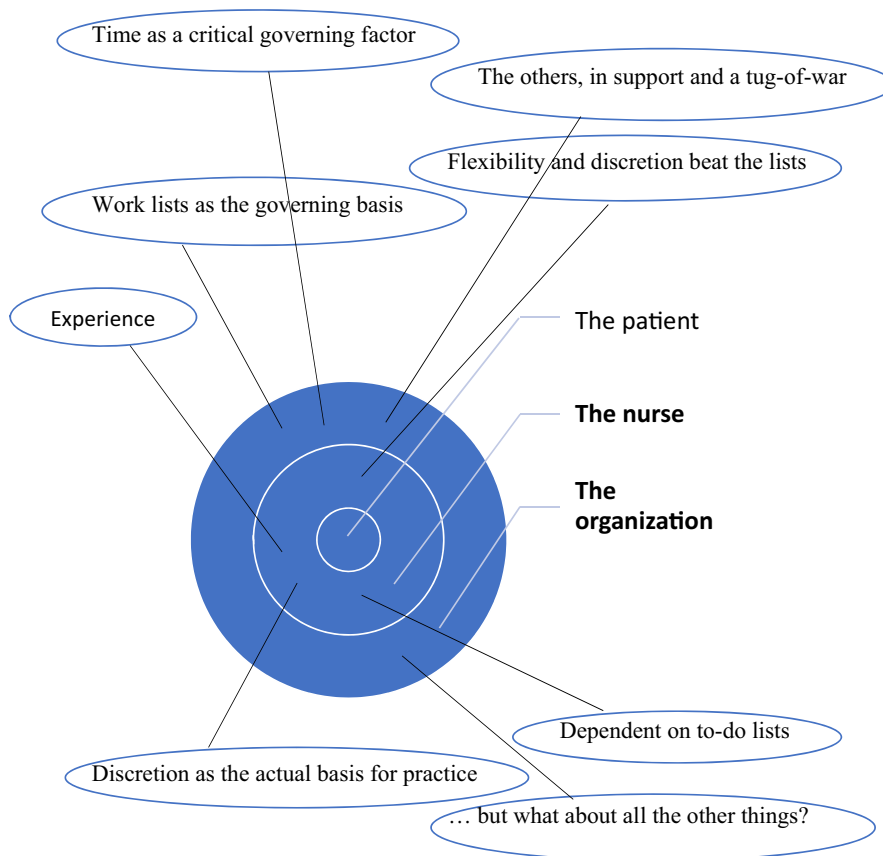 Time as a critical governing factor
The others, in support and a tug-of-war
Flexibility and discretion beat the lists
Work lists as the governing basis
Experience
The patient
The nurse
The
organization
Dependent on to-do lists
Discretion as the actual basis for practice
… but what about all the other things?